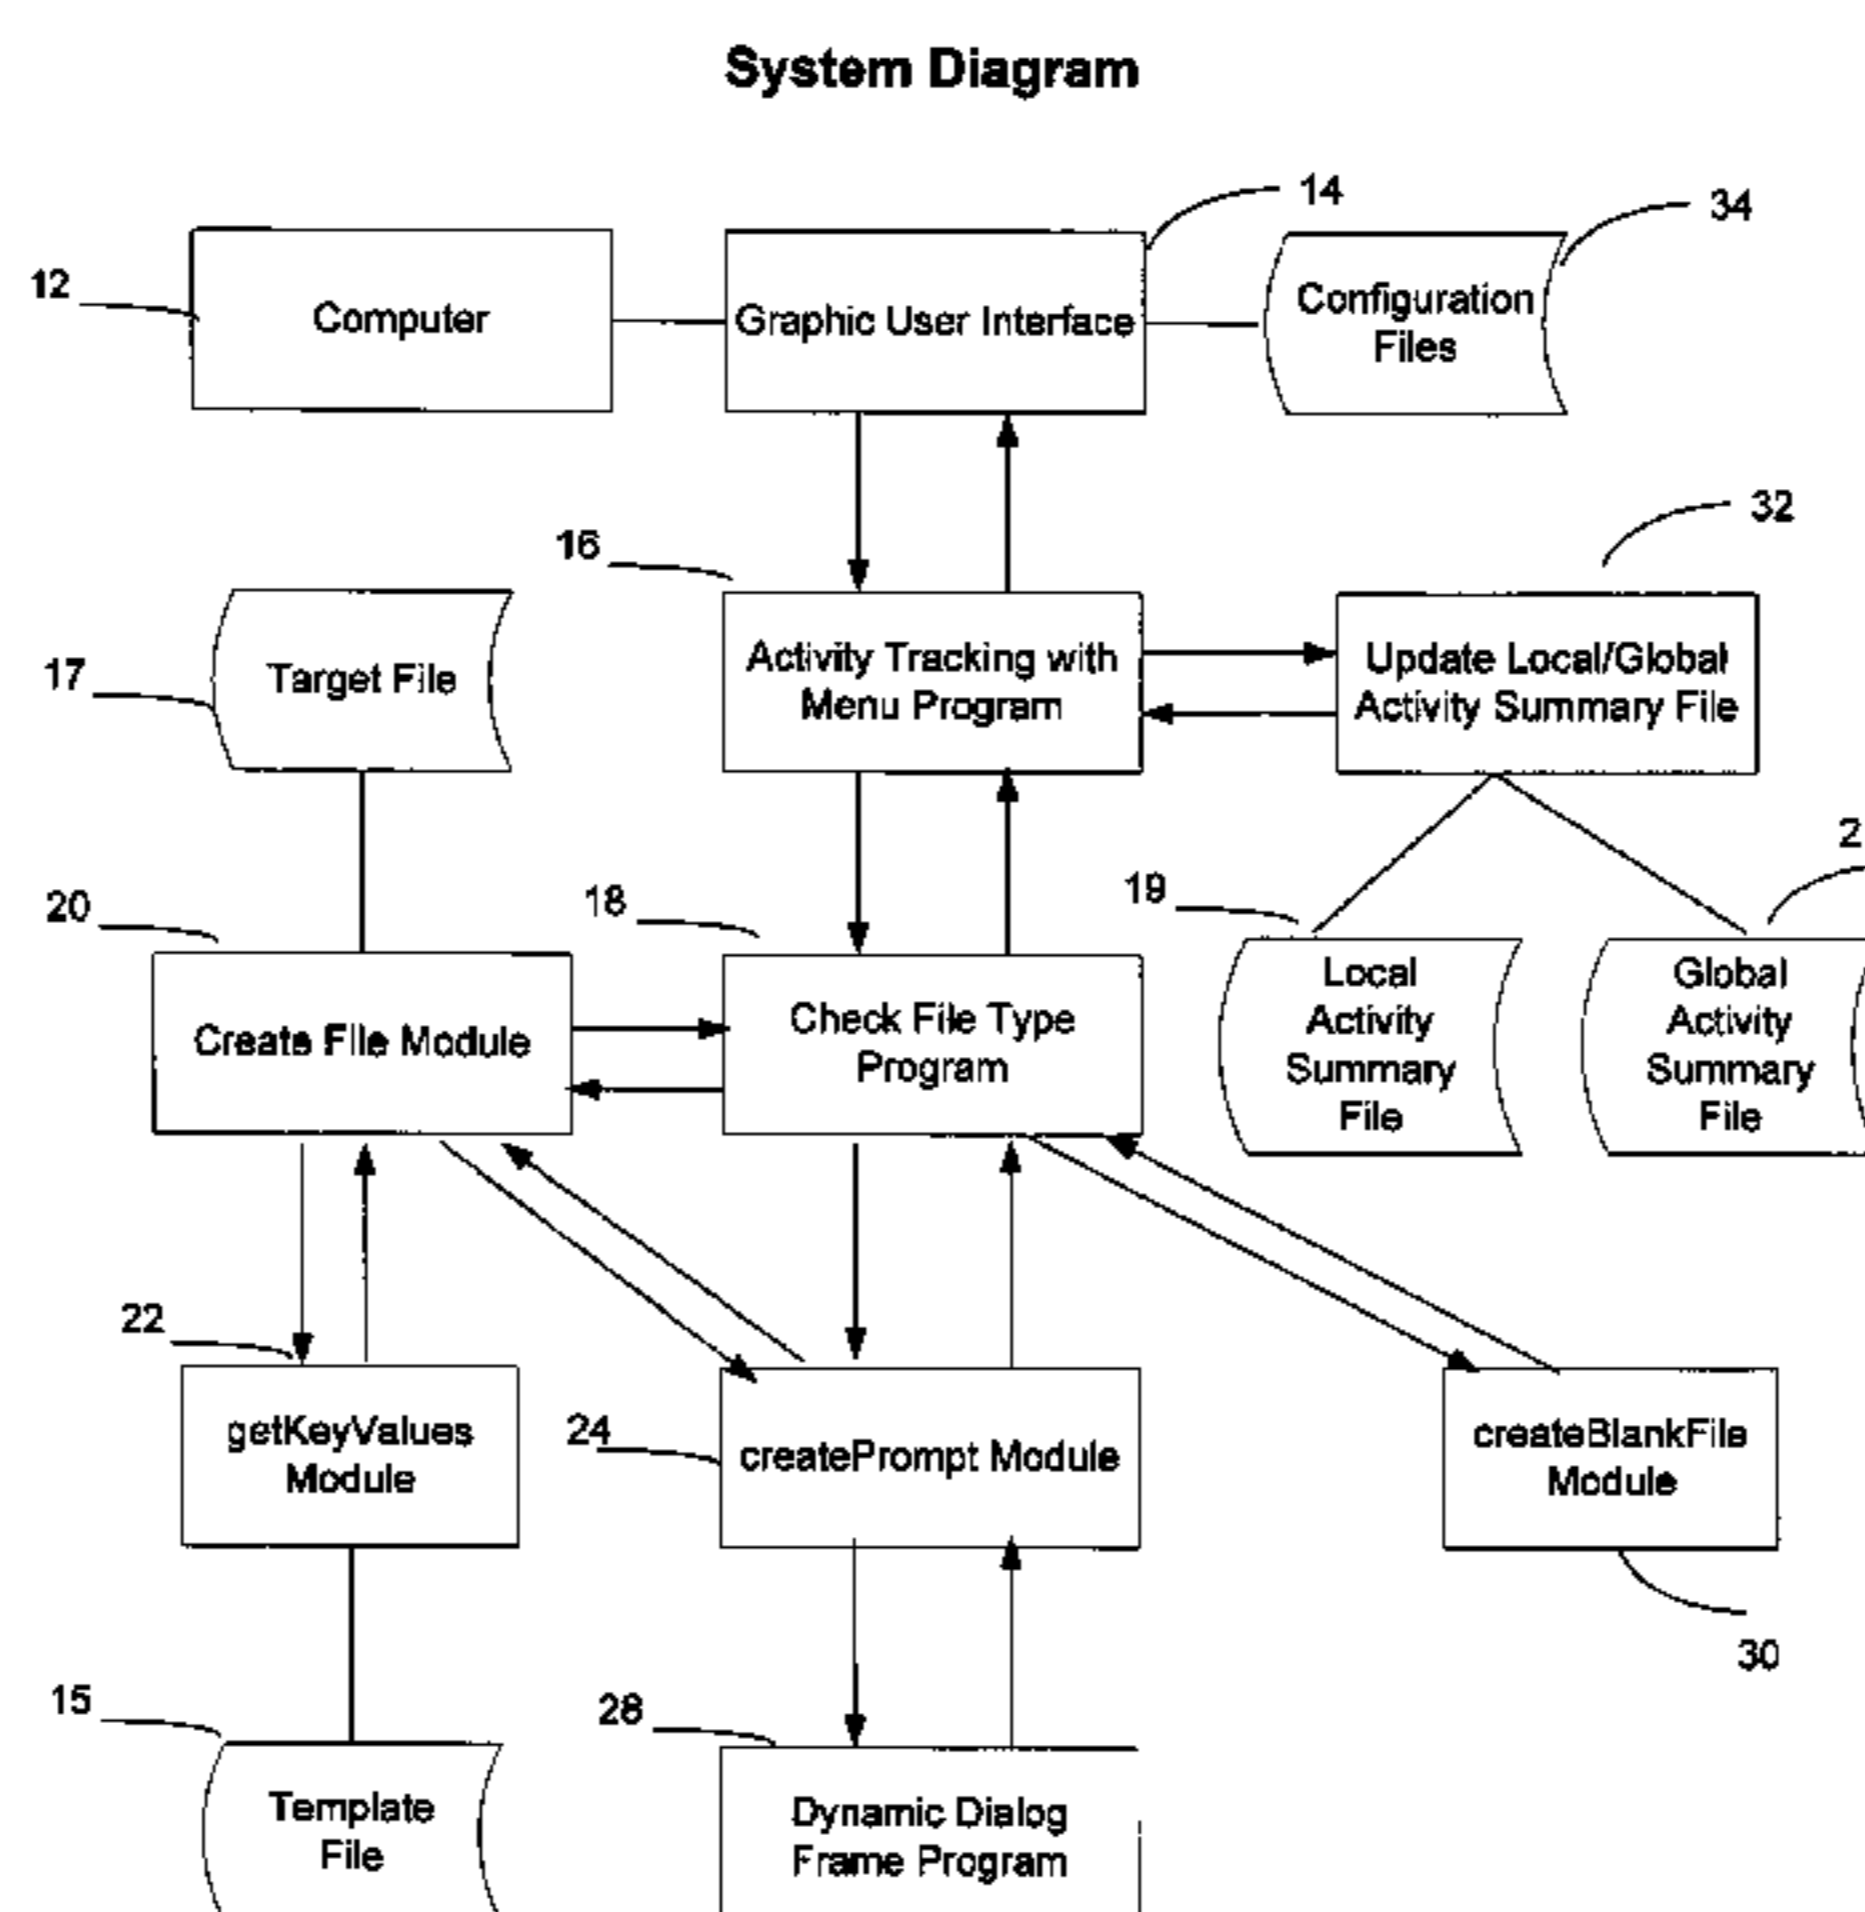 System Diagram
14
34
12
Computer
Graphic User Interface
Configuration
Files
32
16
17
Target File
Activity Tracking with
Menu Program
Update Local/Global
Activity Summary File
2
19
20
18
Create File Module
Check File Type
Program
Local
Activity
Summary
File
Global
Activity
Summary
File
22
getKeyValues
Module
24
createPrompt Module
createBlankFile
Module
30
15
28
Template
File
Dynamic Dialog
Frame Program